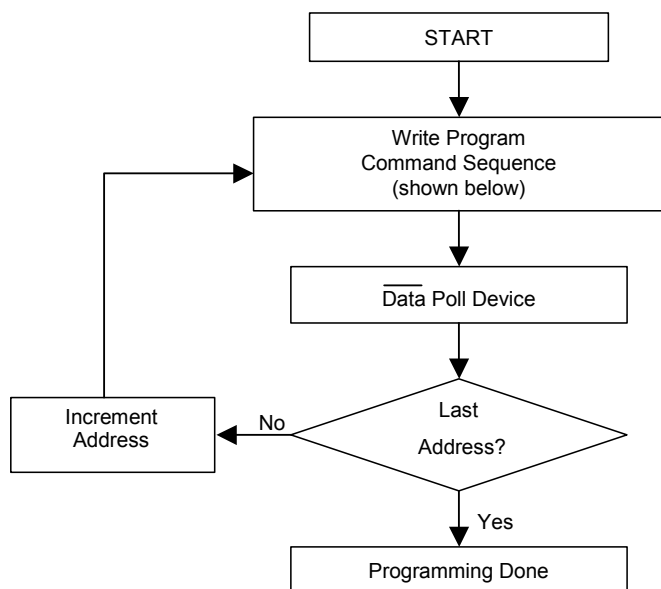 START
Write Program
Command Sequence
(shown below)
Data Poll Device
Increment
Address
No
Last
Address?
Yes
Programming Done